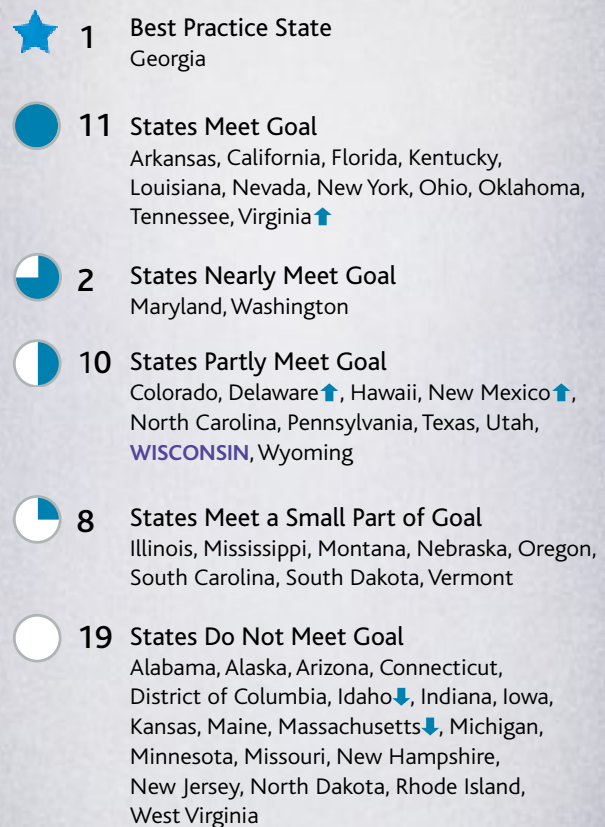 1 Best Practice State
Georgia
11 States Meet Goal
Arkansas, California, Florida, Kentucky,
Louisiana, Nevada, New York, Ohio, Oklahoma,
Tennessee, Virginia⬆
2 States Nearly Meet Goal
Maryland, Washington
10 States Partly Meet Goal
Colorado, Delaware⬆, Hawaii, New Mexico⬆,
North Carolina, Pennsylvania, Texas, Utah,
WISCONSIN, Wyoming
8 States Meet a Small Part of Goal
Illinois, Mississippi, Montana, Nebraska, Oregon,
South Carolina, South Dakota, Vermont
19 States Do Not Meet Goal
Alabama, Alaska, Arizona, Connecticut,
District of Columbia, Idaho⬇, Indiana, Iowa,
Kansas, Maine, Massachusetts⬇, Michigan,
Minnesota, Missouri, New Hampshire,
New Jersey, North Dakota, Rhode Island,
West Virginia